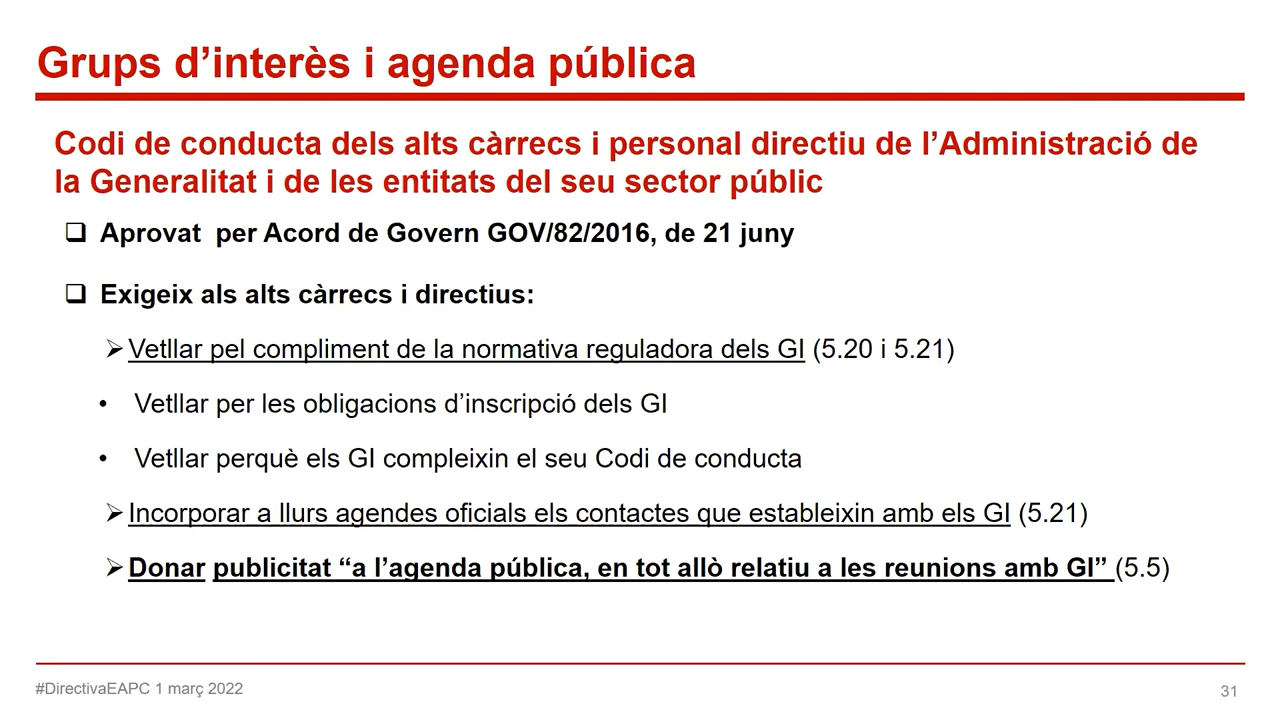 Grups d’interès i agenda pública
Codi de conducta dels alts càrrecs i personal directiu de l’Administració de
la Generalitat i de les entitats del seu sector públic
❑ Aprovat per Acord de Govern GOV/82/2016, de 21 juny
❑ Exigeix als alts càrrecs i directius:
➢ Vetllar pel compliment de la normativa reguladora dels GI (5.20 i 5.21)
• Vetllar per les obligacions d’inscripció dels GI
• Vetllar perquè els GI compleixin el seu Codi de conducta
➢ Incorporar a llurs agendes oficials els contactes que estableixin amb els GI (5.21)
➢ Donar publicitat “a l’agenda pública, en tot allò relatiu a les reunions amb GI” (5.5)
#DirectivaEAPC 1 març 2022
31